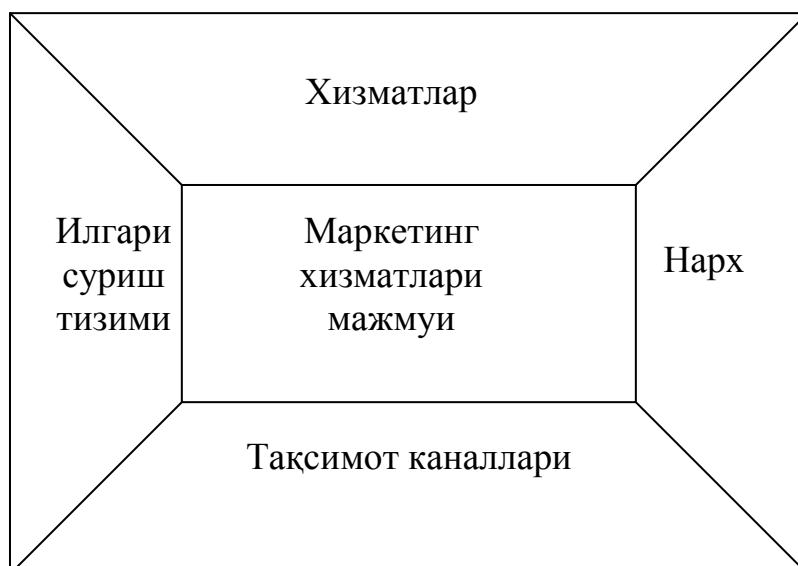 Хизматлар
Илгари
суриш
тизими
Маркетинг
хизматлари
мажмуи
Нарх
Тақсимот каналлари